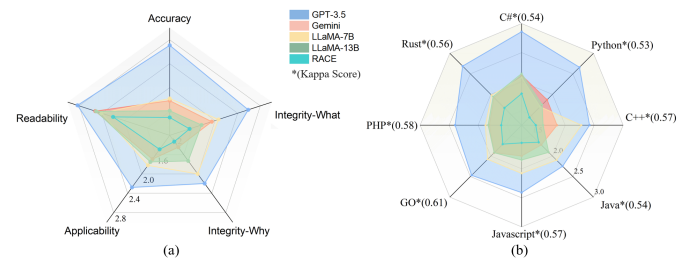 (a)
Accuracy
Integrity-What
Integrity-Why
Applicability
Readability
1.6
2.0
2.4
2.8
GPT-3.5
Gemini
LLaMA-7B
LLaMA-13B
RACE
*(Kappa Score)
C#*(0.54)
Python*(0.53)
C++*(0.57)
Java*(0.54)
Javascript*(0.57)
GO*(0.61)
PHP*(0.58)
Rust*(0.56)
2.0
2.5
3.0
(b)